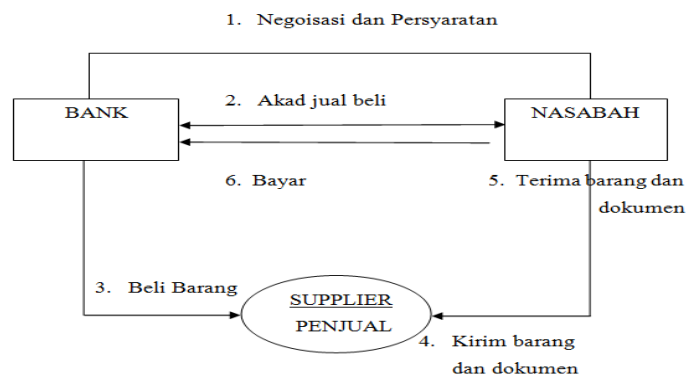 1. Negoisasi dan Persyaratan
BANK
2. Akad jual beli
NASABAH
6. Bayar
5. Terima barang dan
dokumen
3. Beli Barang
SUPPLIER
PENJUAL
4. Kirim barang
dan dokumen